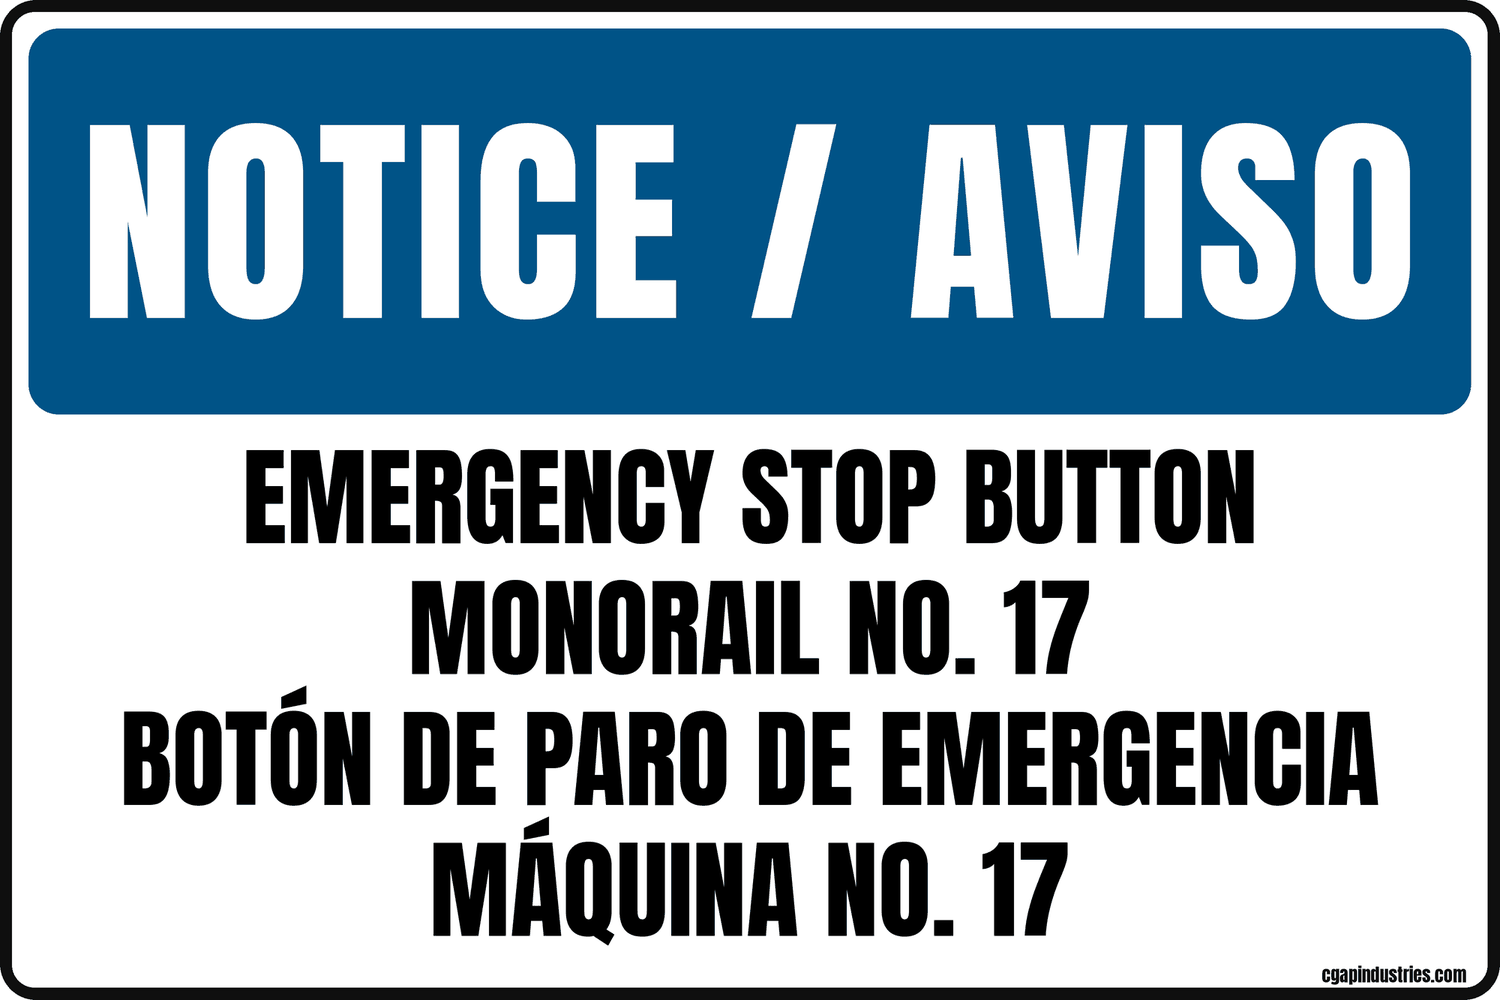 NOTICE / AVISO
EMERGENCY STOP BUTTON
MONORAIL NO. 17
BOTÓN DE PARO DE EMERGENCIA
MÁQUINA NO. 17
cgapindustries.com